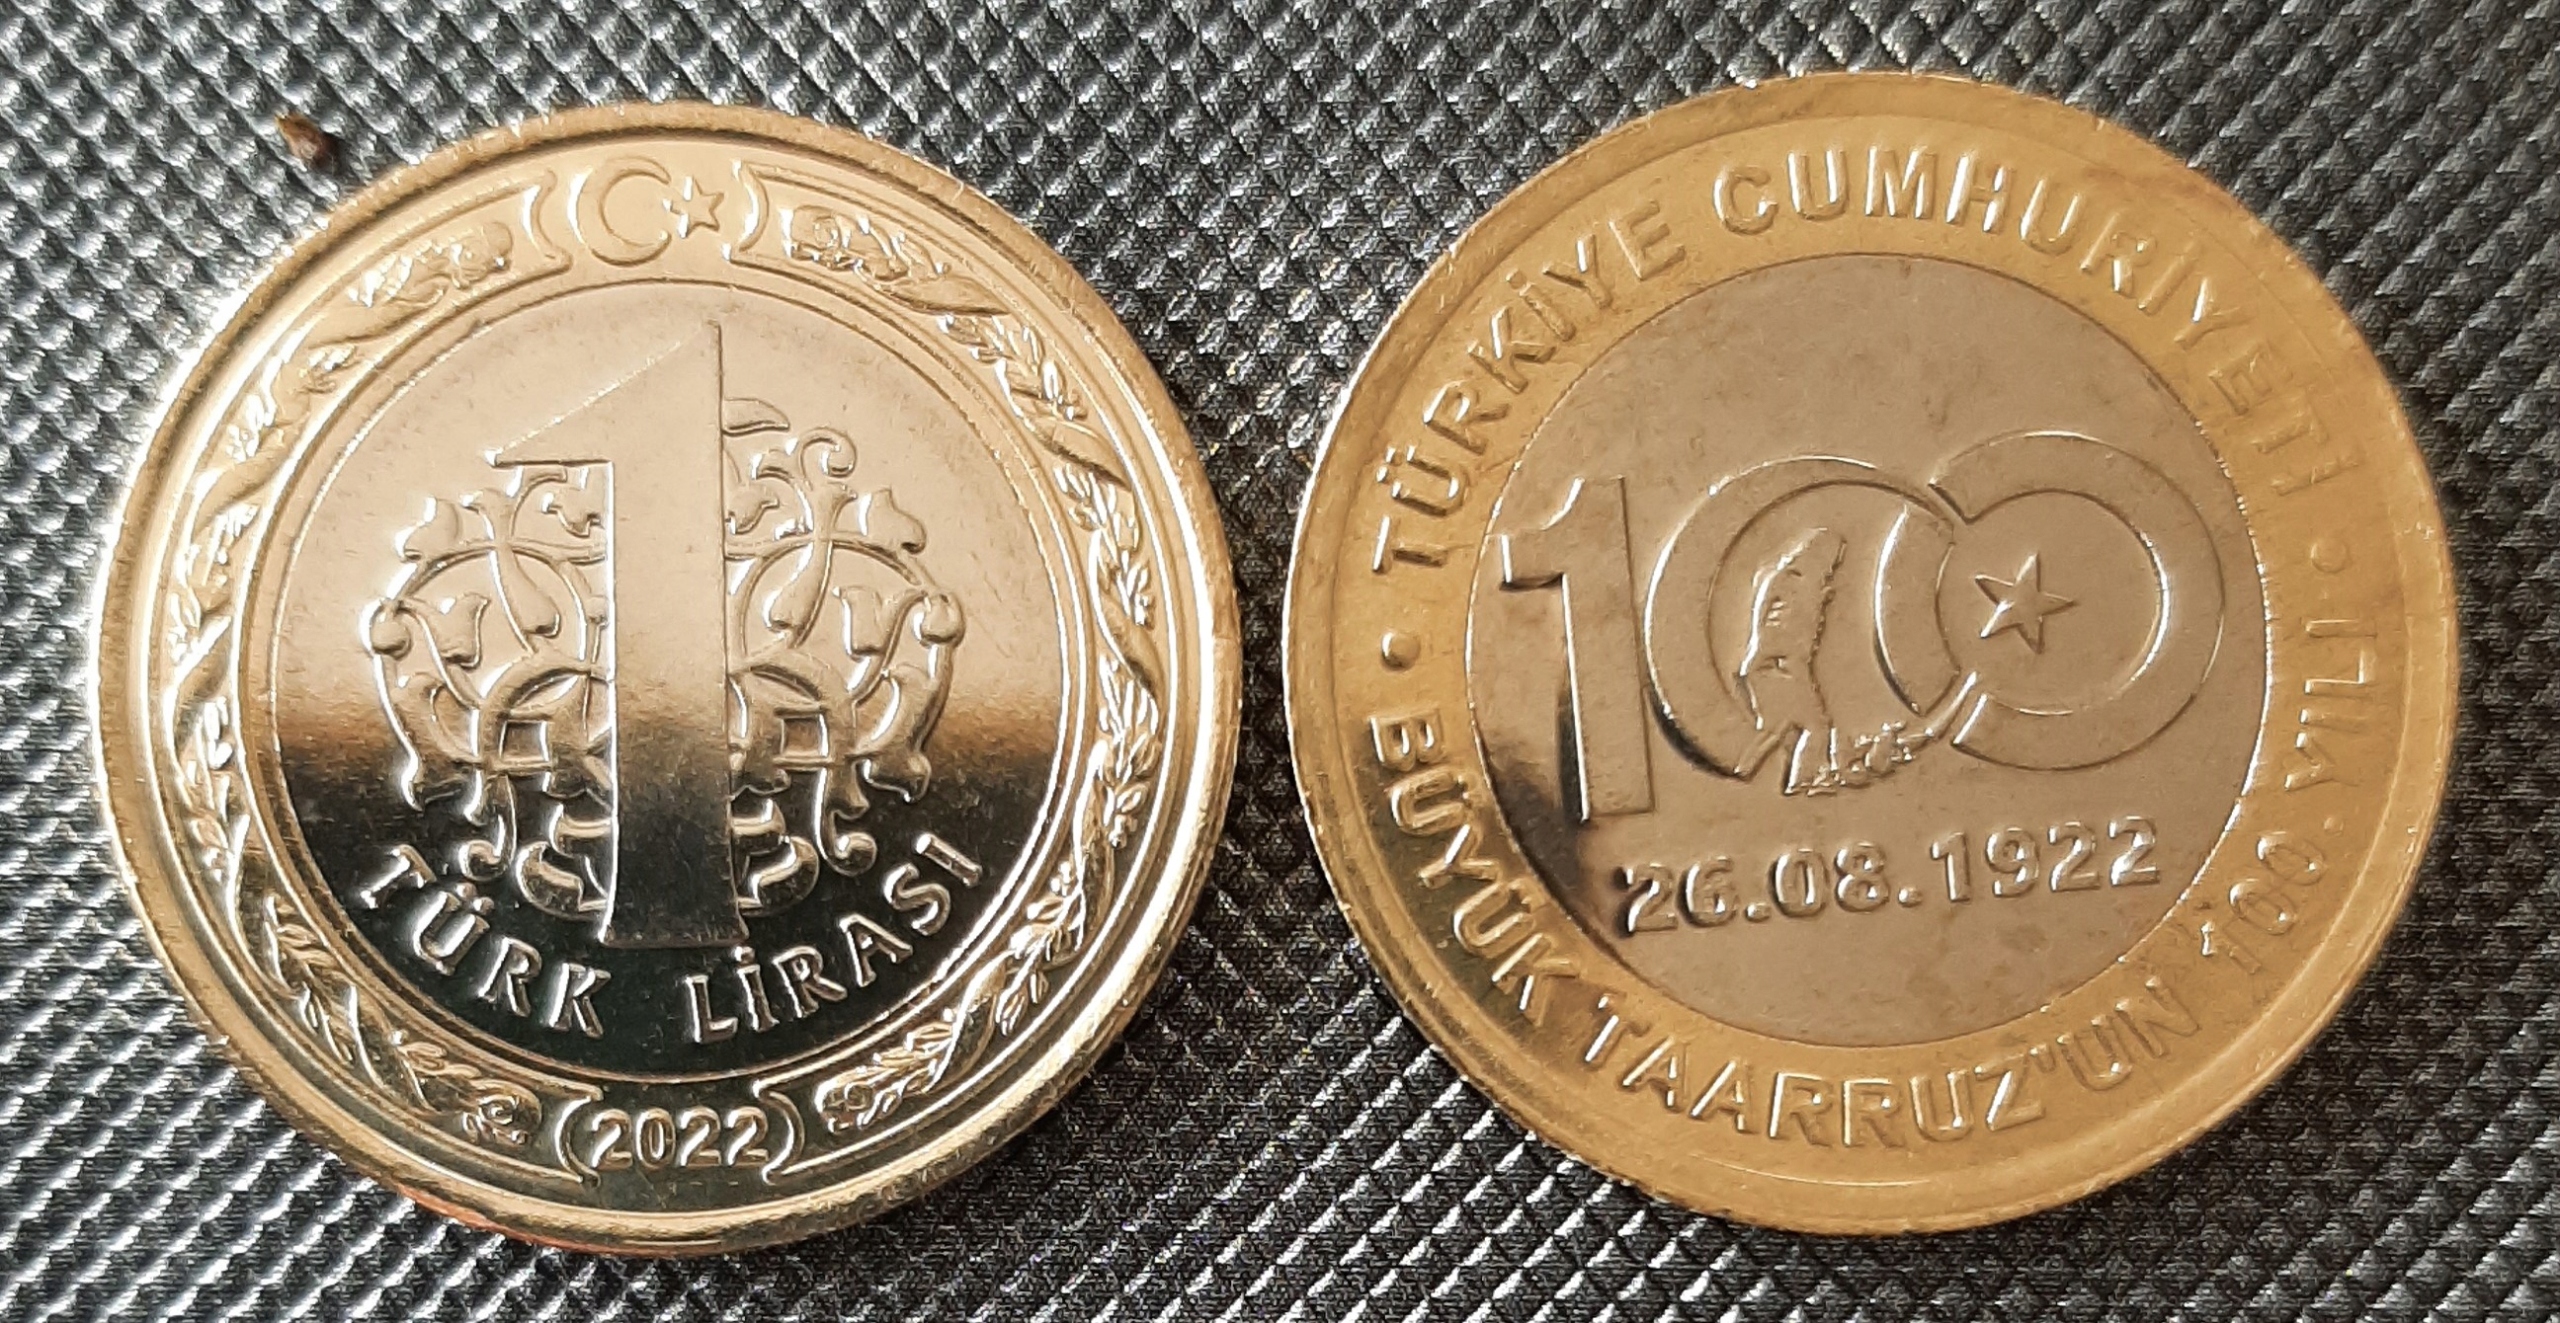 1
TÜRK LİRASI
2022
TÜRKİYE CUMHURİYETİ
100
26.08.1922
BÜYÜK TAARRUZ'UN 100. YILI